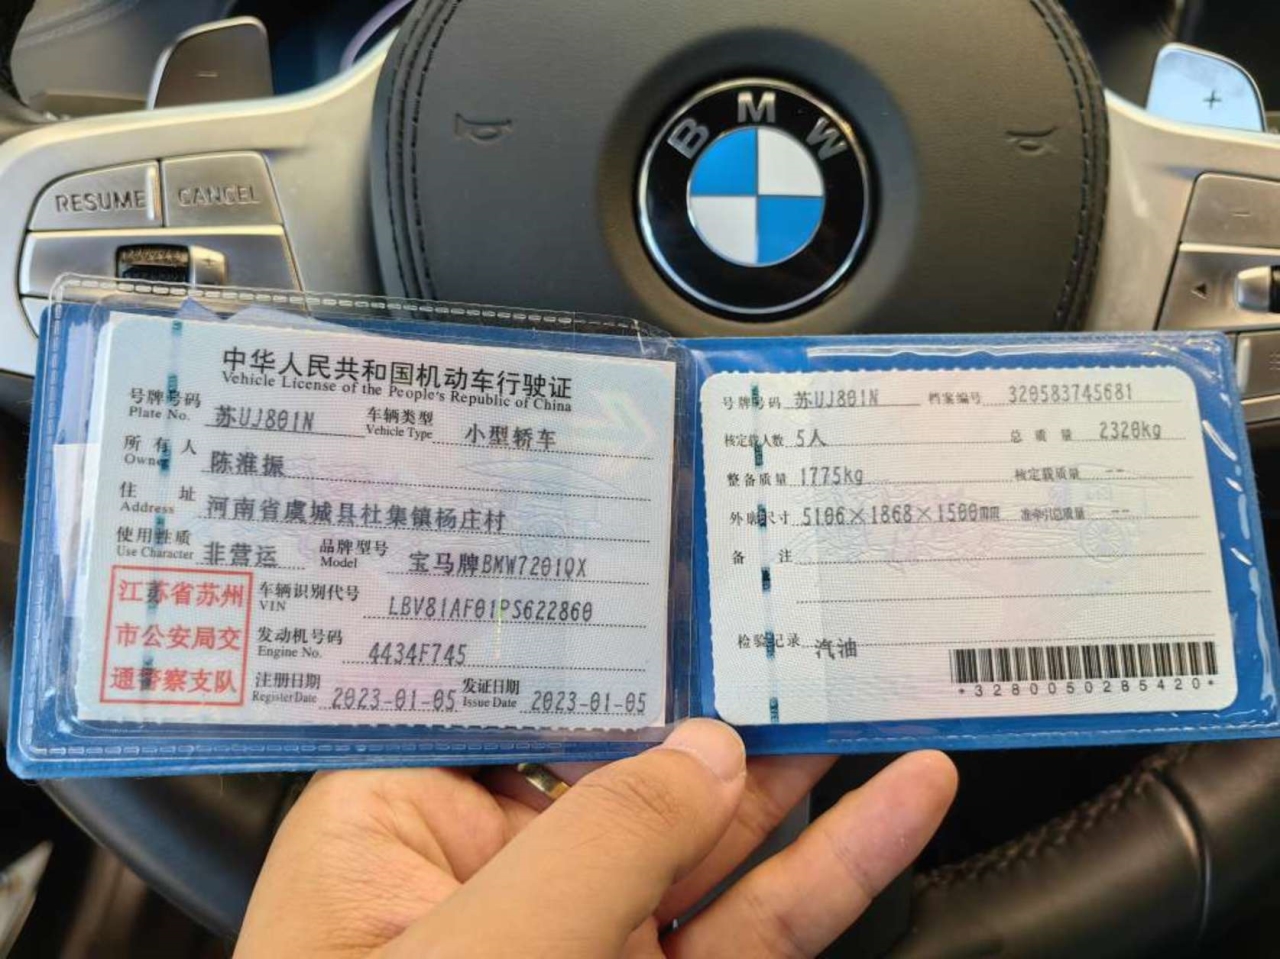 BMW
RESUME CANCEL
中华人民共和国机动车行驶证
Vehicle License of the People's Republic of China
号牌号码 苏UJ801N 车辆类型 小型轿车
Plate No. Vehicle Type
所有人 陈淮振
Owner
住址 河南省虞城县杜集镇杨庄村
Address
使用性质 非营运 品牌型号 宝马牌BMW7201QX
Use Character Model
江苏省苏州
市公安局交
通警察支队
车辆识别代号 LBV81AF01PS622860
VIN
发动机号码 4434F745
Engine No.
注册日期 2023-01-05 发证日期 2023-01-05
Register Date Issue Date
号牌号码 苏UJ801N 档案编号 320583745681
核定载人数 5人 总质量 2320kg
整备质量 1775kg 核定载质量 --
外廓尺寸 5106×1868×1500mm 准牵引总质量 --
备注
检验记录 汽油
*3280050285420*